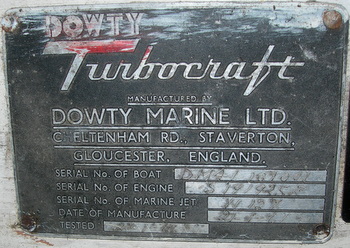 DOWTY
Turbocraft
MANUFACTURED BY
DOWTY MARINE LTD.
CHELTENHAM RD., STAVERTON,
GLOUCESTER, ENGLAND.
SERIAL No. OF BOAT
SERIAL No. OF ENGINE
SERIAL No. OF MARINE JET
DATE OF MANUFACTURE
TESTED